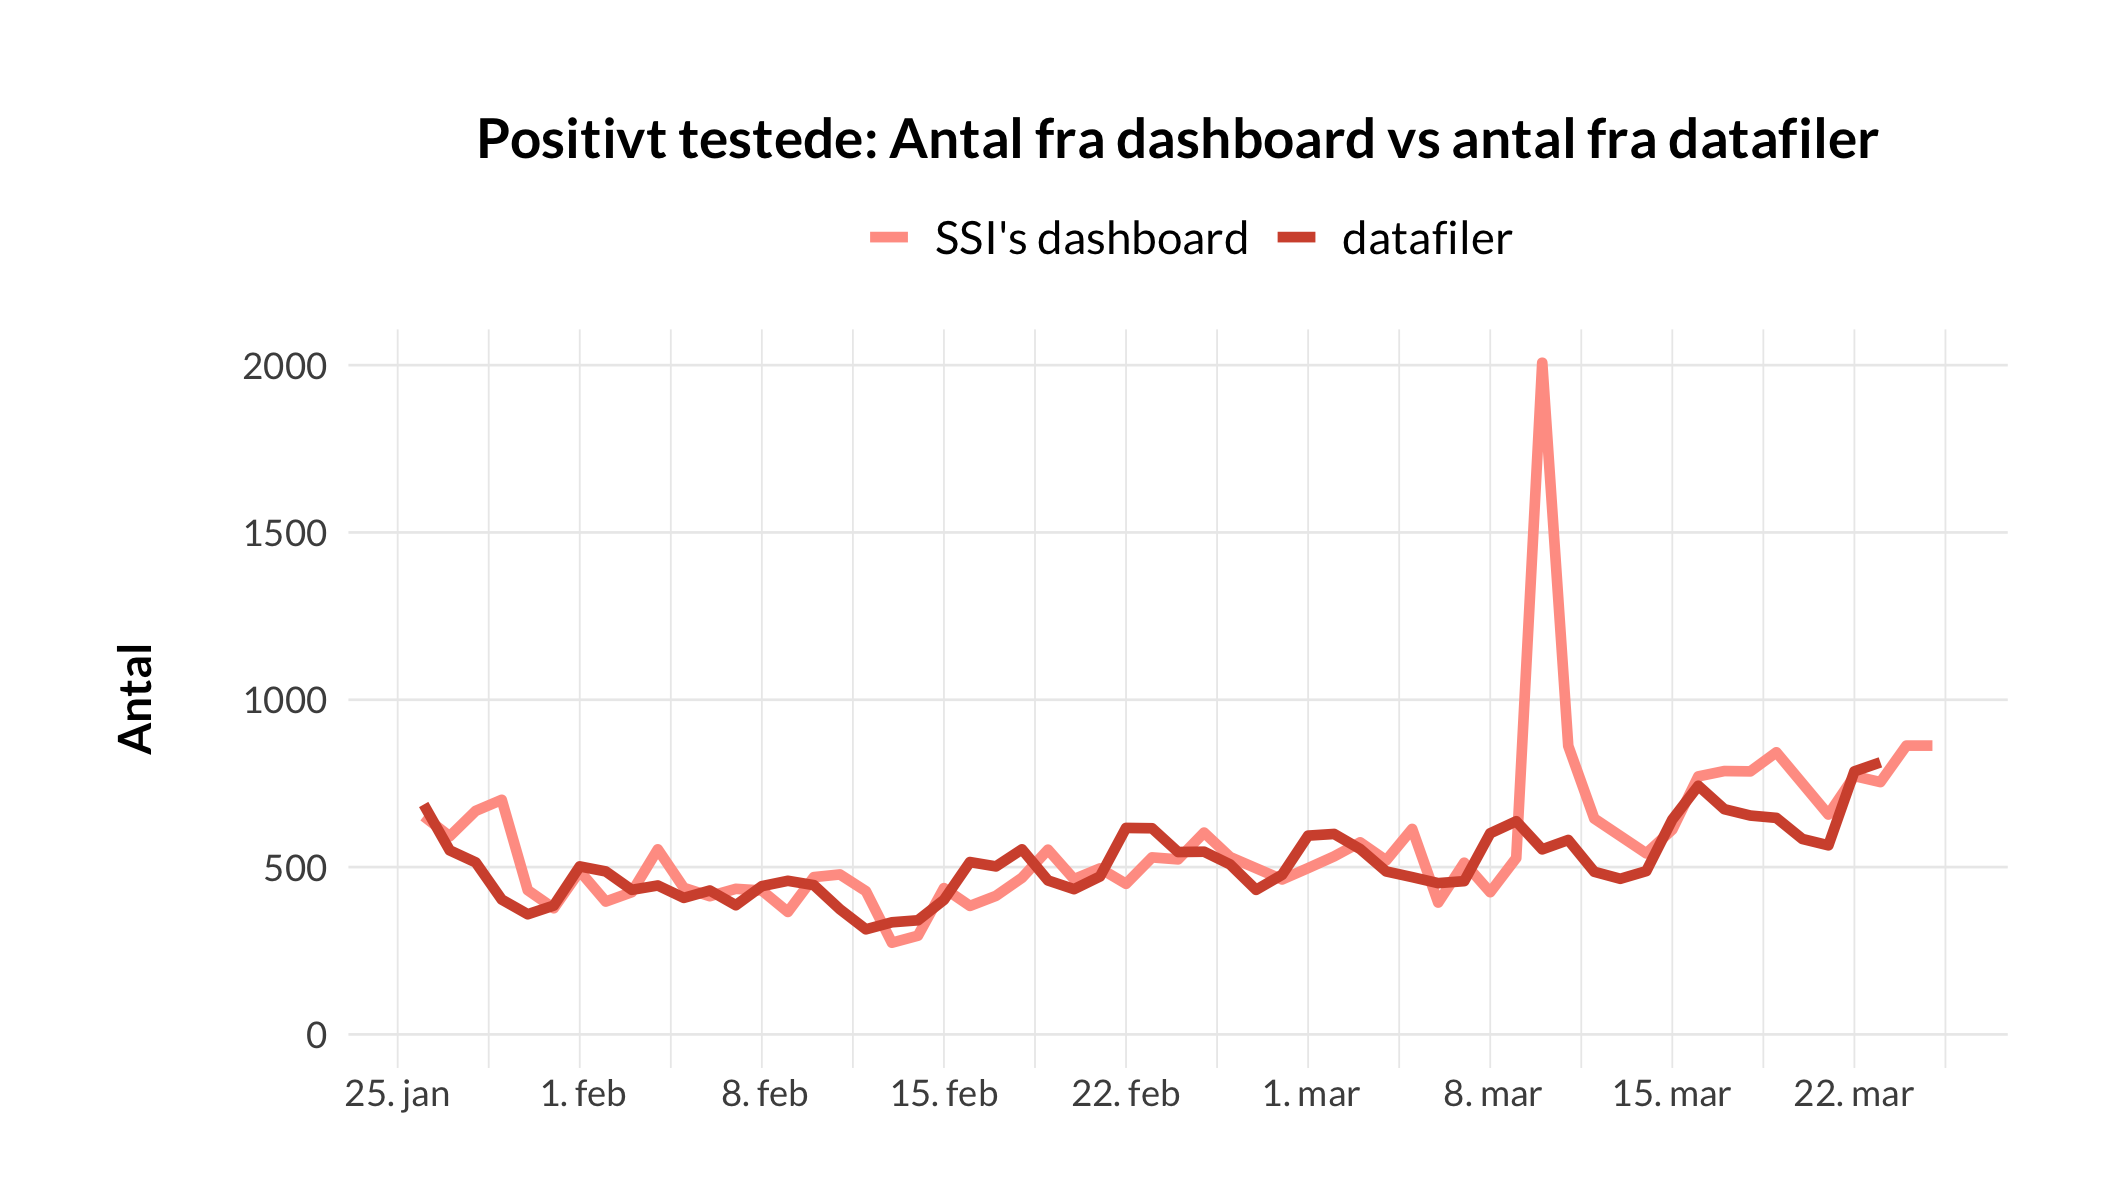 Positivt testede: Antal fra dashboard vs antal fra datafiler
SSI's dashboard datafiler
Antal
2000
1500
1000
500
0
25. jan 1. feb 8. feb 15. feb 22. feb 1. mar 8. mar 15. mar 22. mar